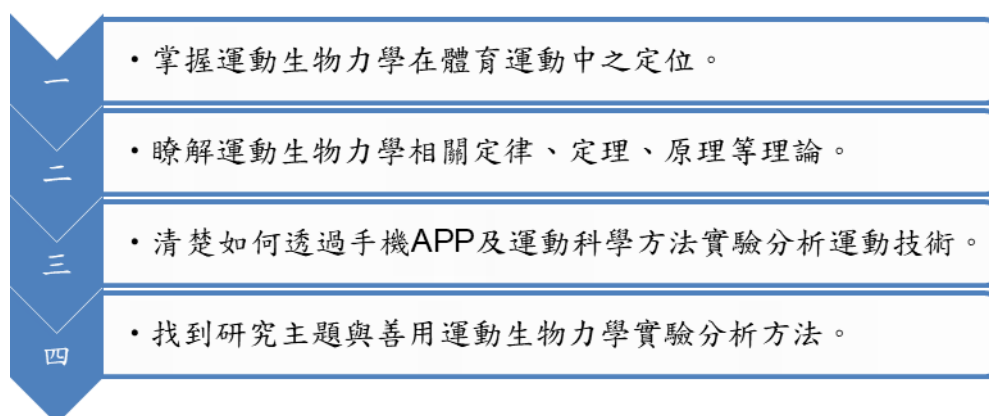 一
・掌握運動生物力學在體育運動中之定位。
二
・瞭解運動生物力學相關定律、定理、原理等理論。
三
・清楚如何透過手機APP及運動科學方法實驗分析運動技術。
四
・找到研究主題與善用運動生物力學實驗分析方法。